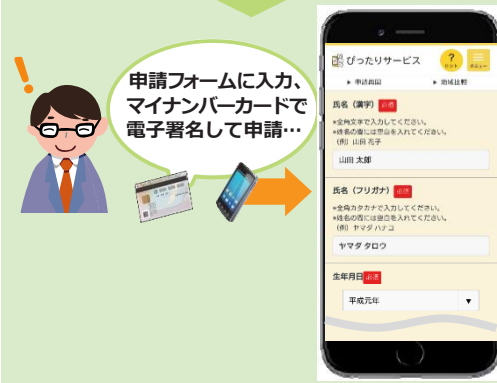 申請フォームに入力、
マイナンバーカードで
電子署名して申請…
ぴったりサービス
?
ヒント
メニュー
▶ 申請再開
▶ 地域比較
氏名（漢字） 必須
*全角文字で入力してください。
*姓名の間には空白を入れてください。
(例) 山田 花子
山田 太郎
氏名（フリガナ） 必須
*全角カタカナで入力してください。
*姓名の間には空白を入れてください。
(例) ヤマダ ハナコ
ヤマダ タロウ
生年月日 必須
平成元年 ▼